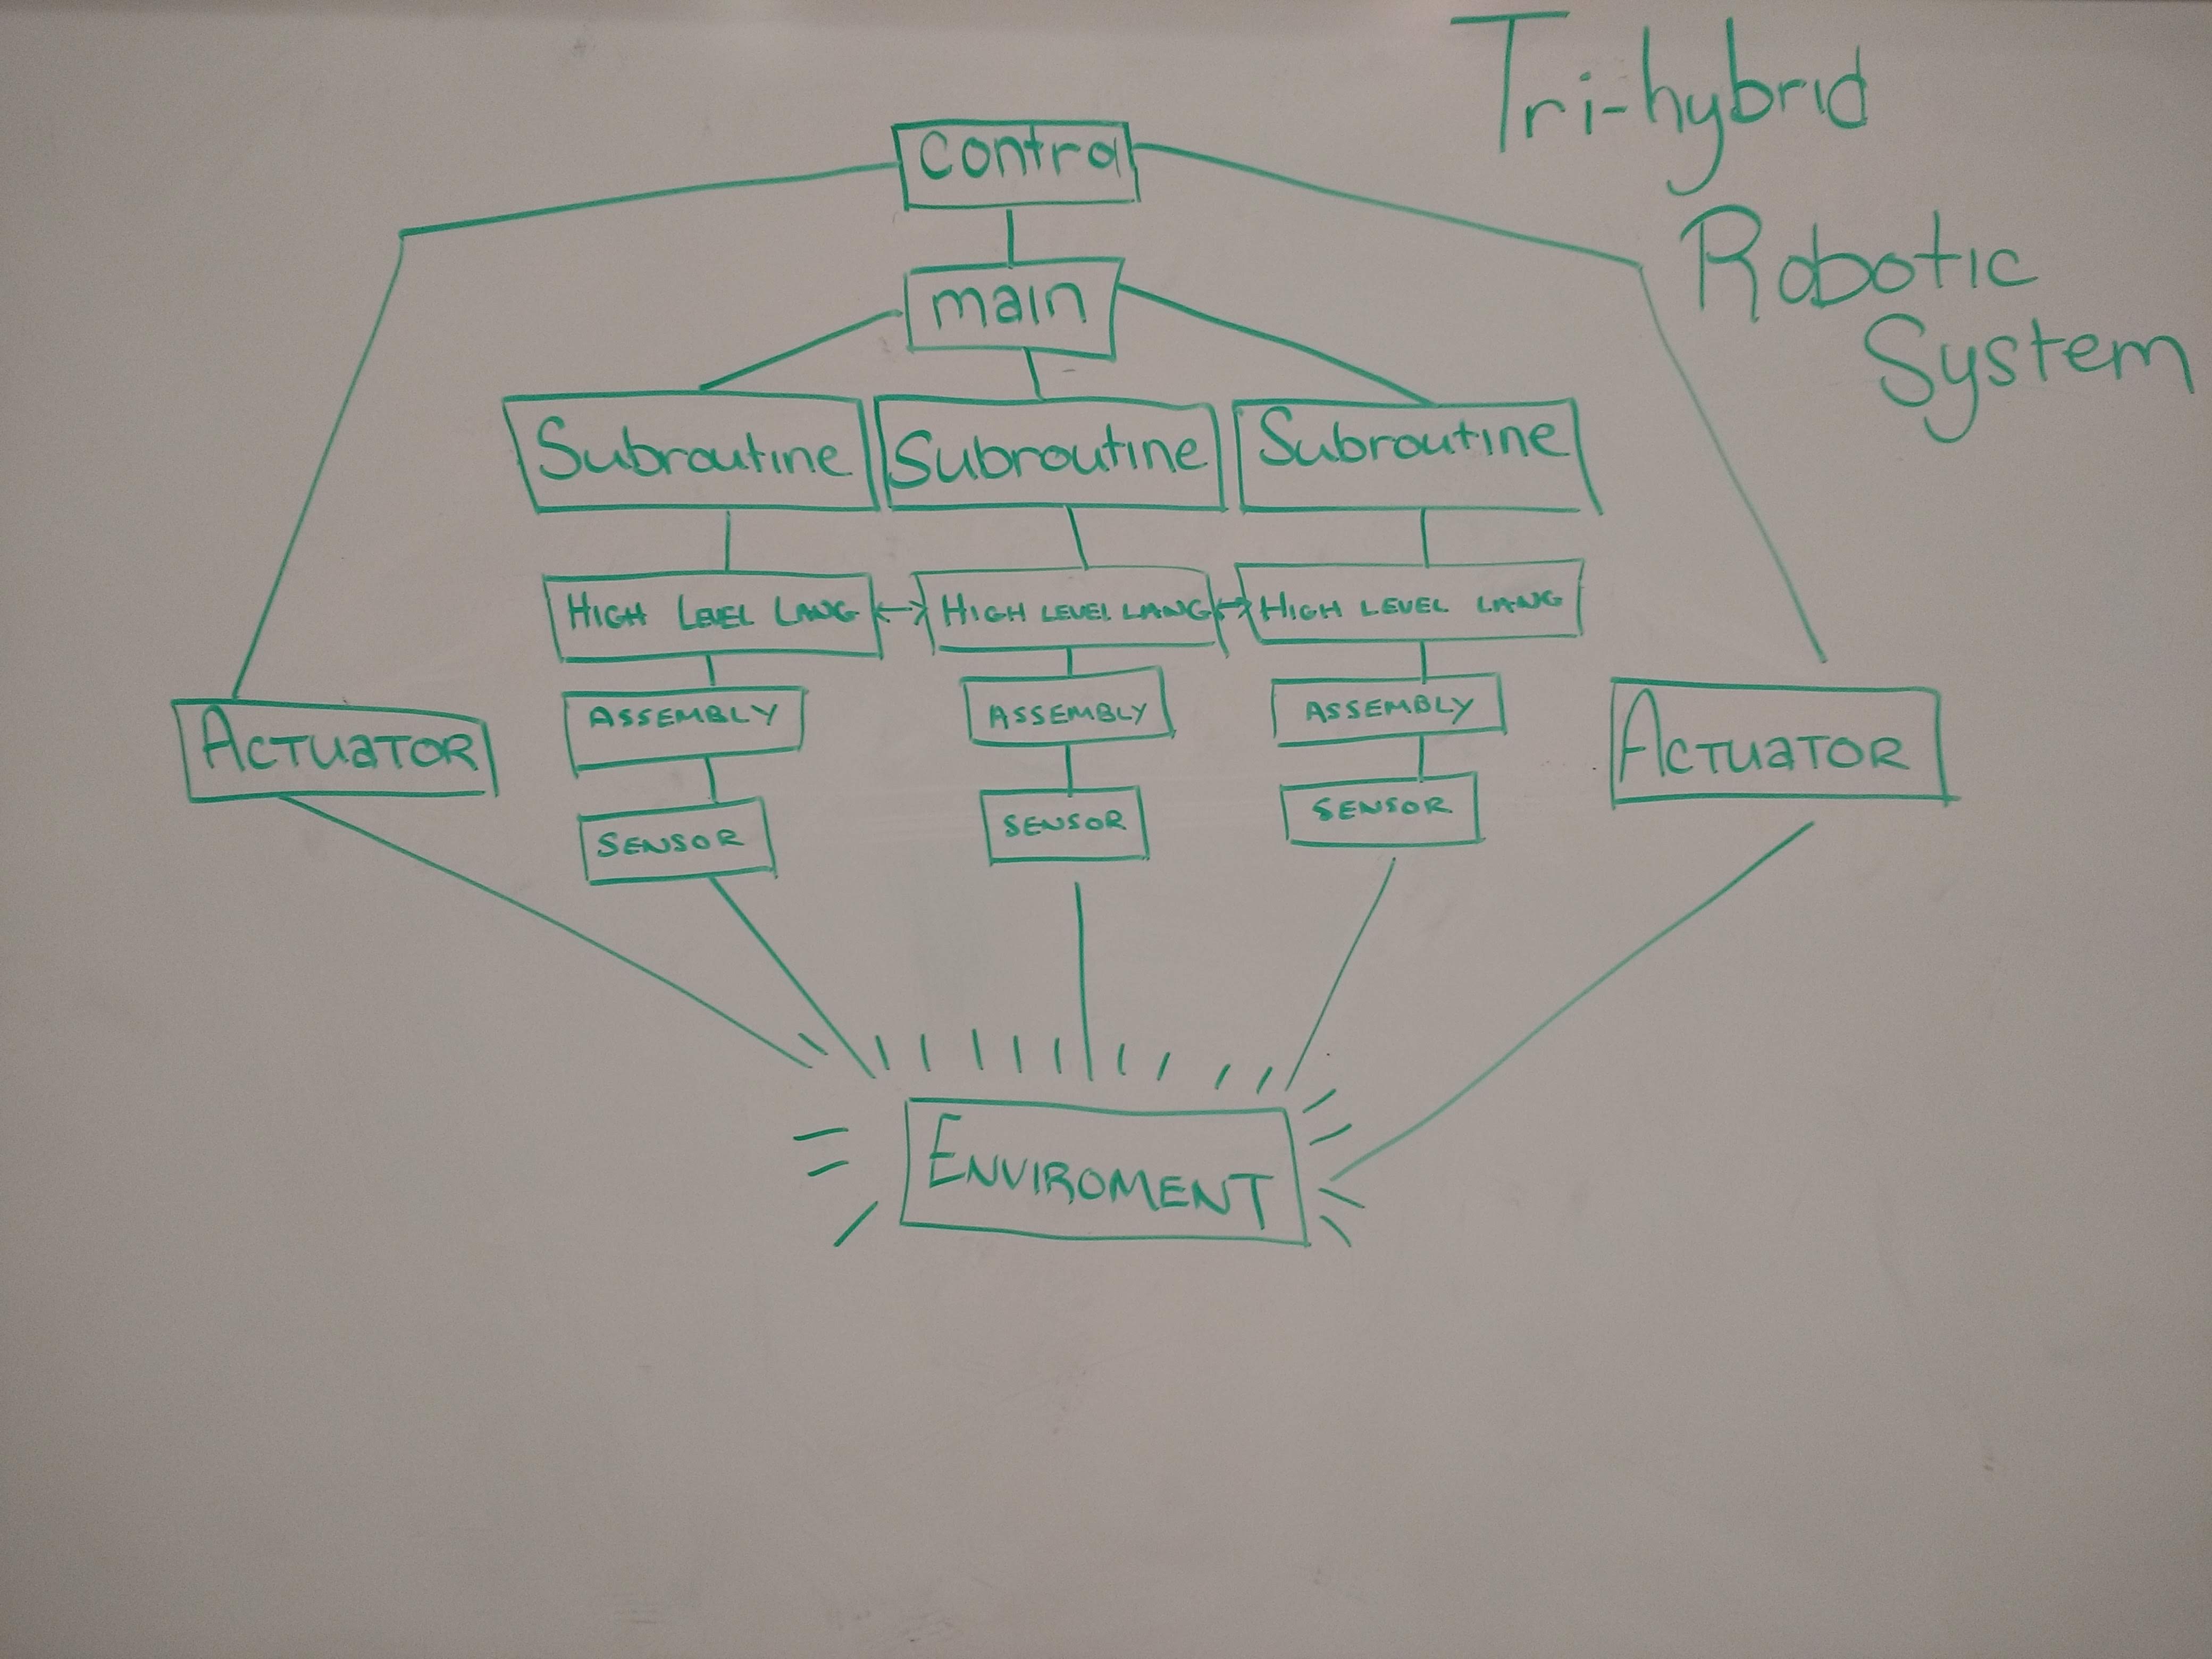 Tri-hybrid
Robotic
System
Control
main
Subroutine Subroutine Subroutine
HIGH LEVEL LANG HIGH LEVEL LANG HIGH LEVEL LANG
ASSEMBLY ASSEMBLY ASSEMBLY
ACTUATOR ACTUATOR
SENSOR SENSOR SENSOR
ENVIROMENT